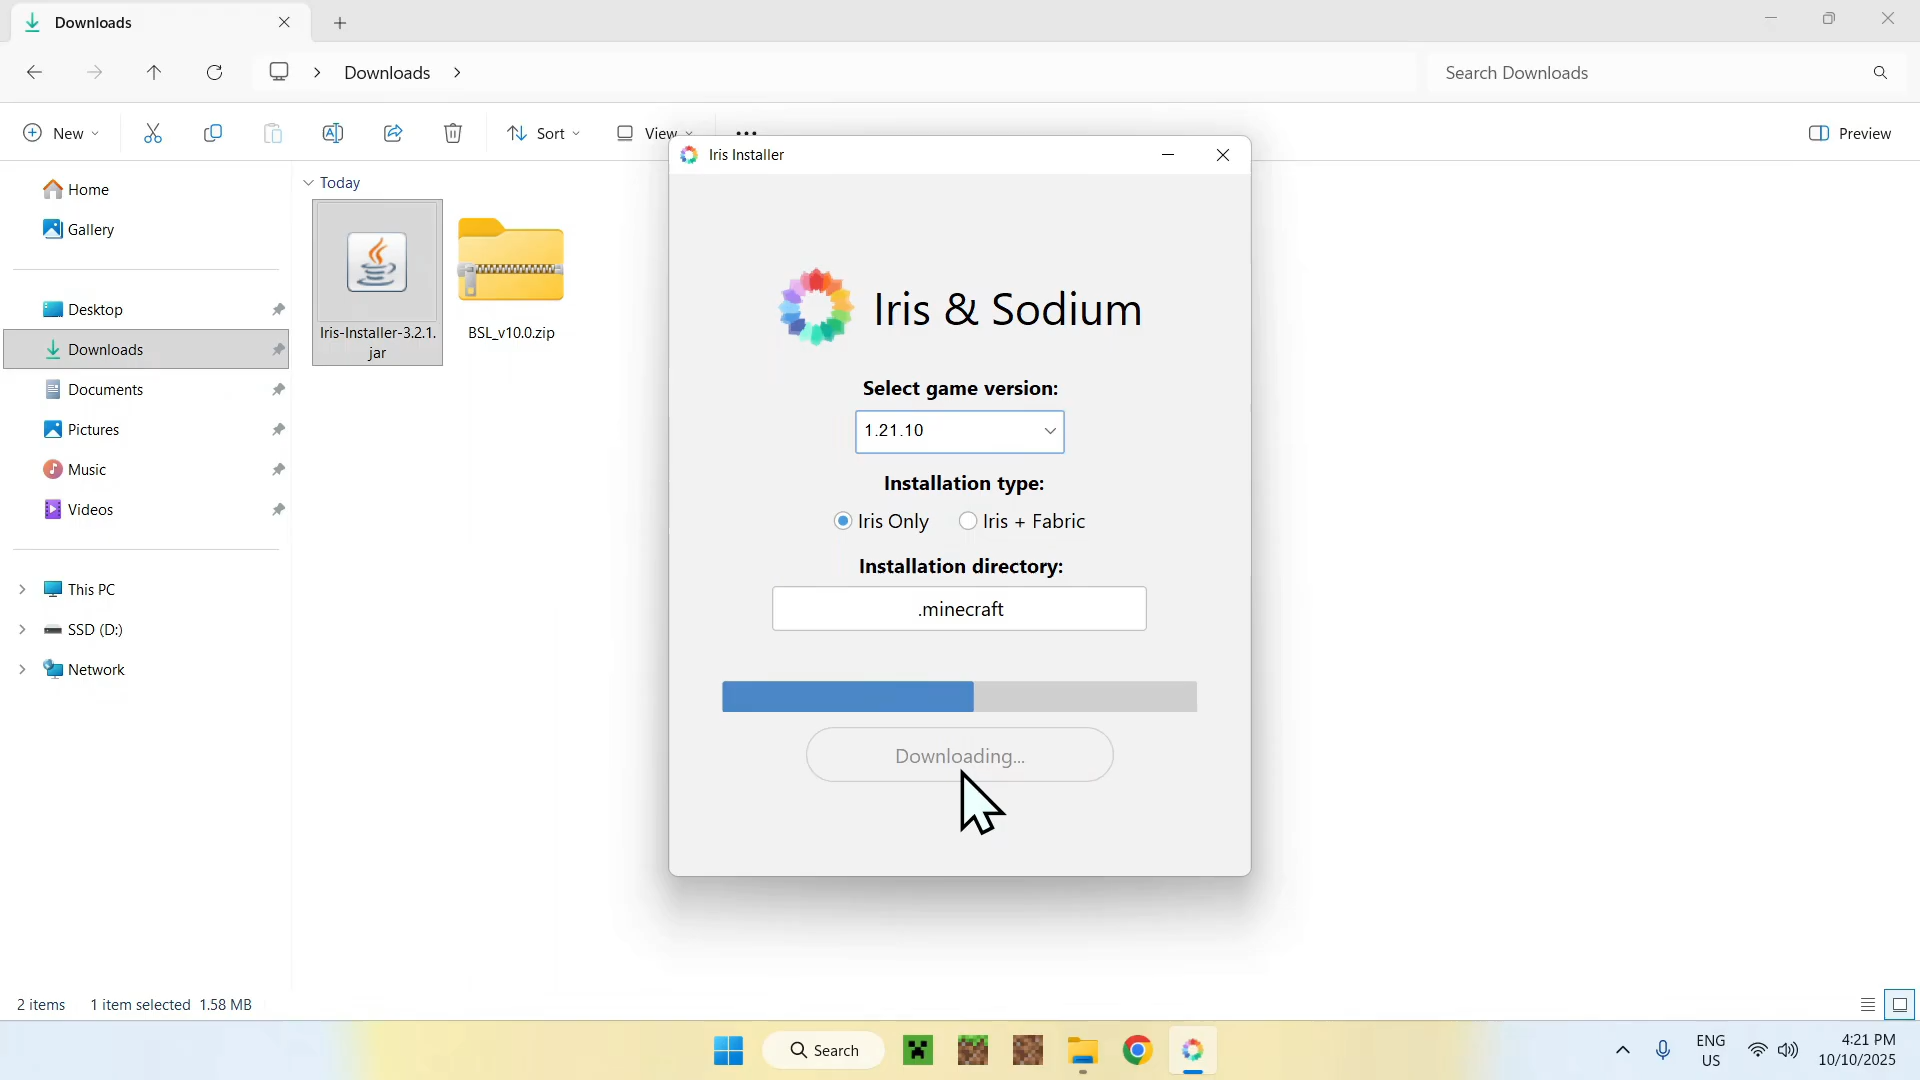 Downloads
Downloads
Search Downloads
New
Sort
View
Preview
Iris Installer
Home
Gallery
Desktop
Downloads
Documents
Pictures
Music
Videos
This PC
SSD (D:)
Network
Today
Iris-Installer-3.2.1.
jar
BSL_v10.0.zip
Iris & Sodium
Select game version:
1.21.10
Installation type:
Iris Only Iris + Fabric
Installation directory:
.minecraft
Downloading...
2 items 1 item selected 1.58 MB
Search
ENG
US
4:21 PM
10/10/2025